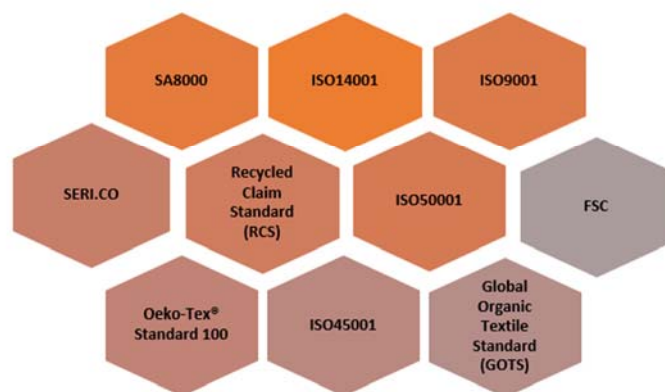 SA8000
ISO14001
ISO9001
SERI.CO
Recycled
Claim
Standard
(RCS)
ISO50001
FSC
Oeko-Tex®
Standard 100
ISO45001
Global
Organic
Textile
Standard
(GOTS)